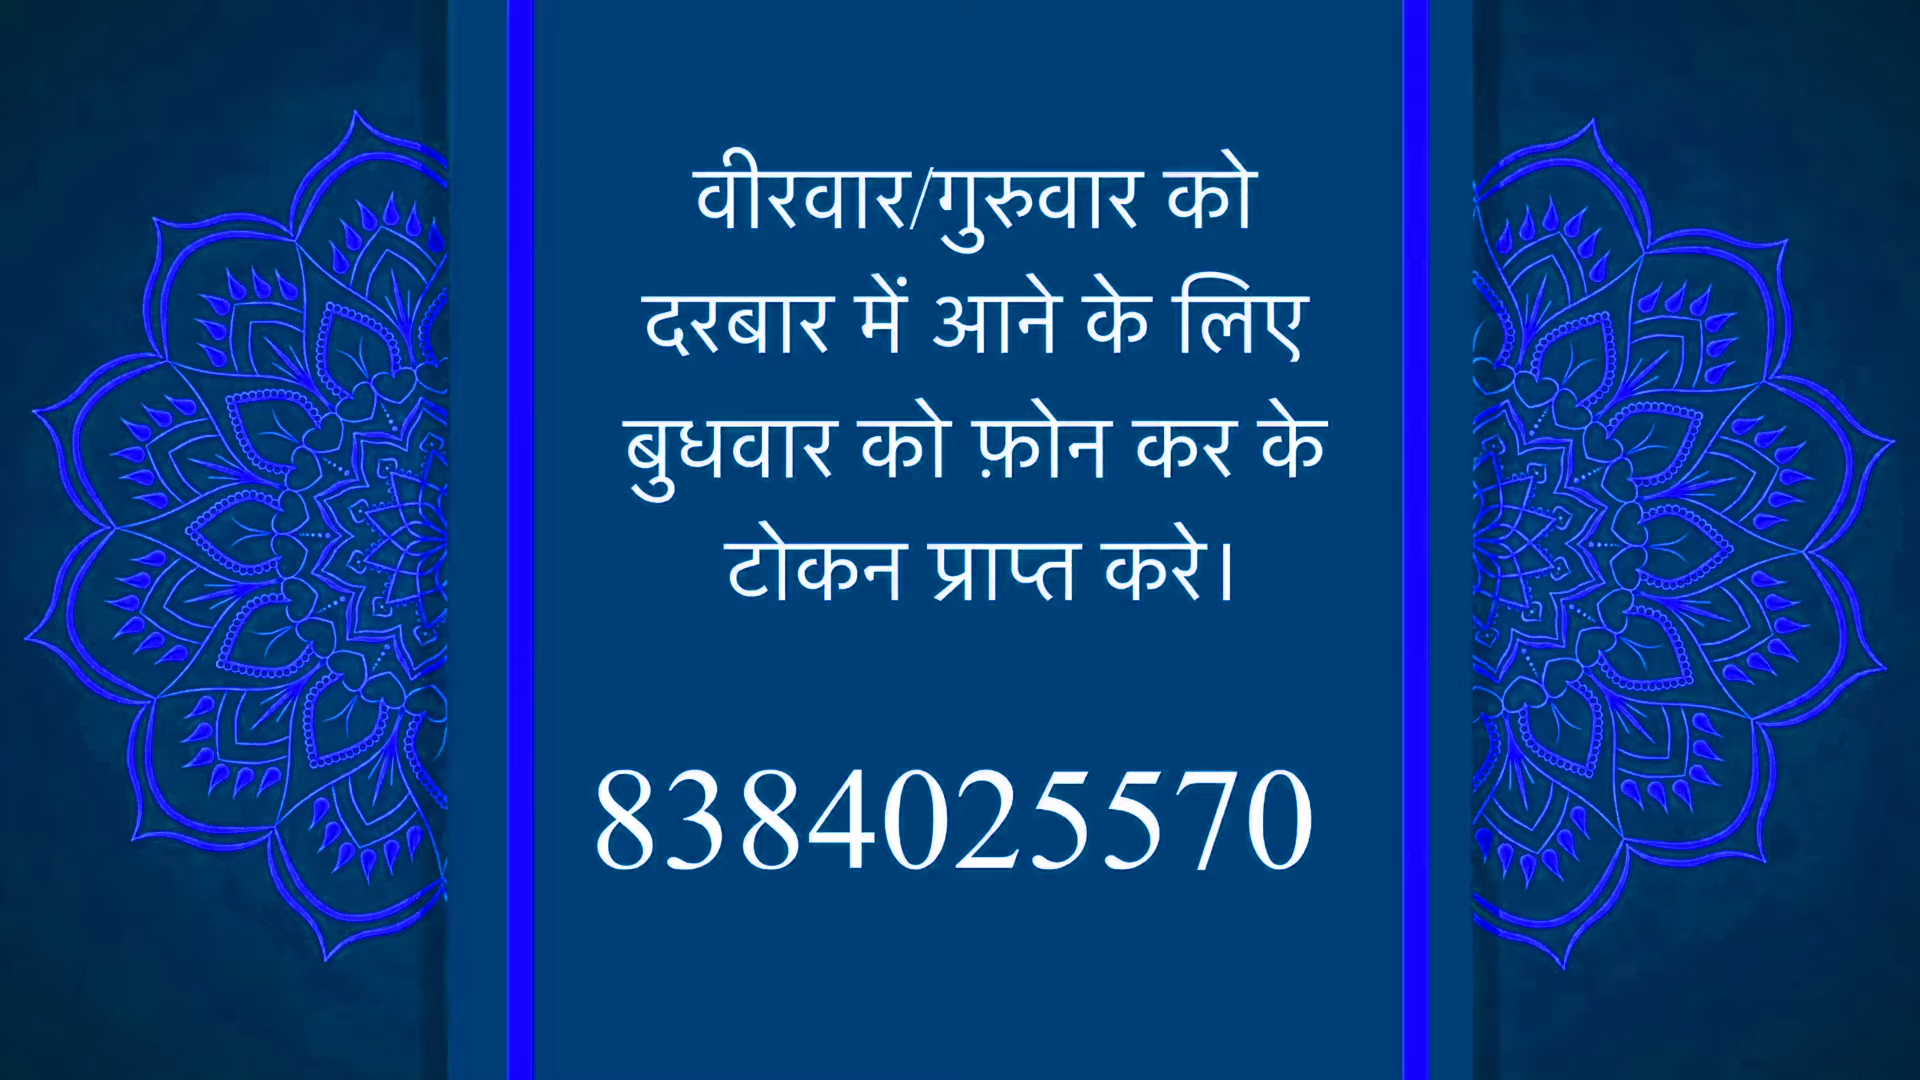 वीरवार/गुरुवार को
दरबार में आने के लिए
बुधवार को फ़ोन कर के
टोकन प्राप्त करे।
8384025570